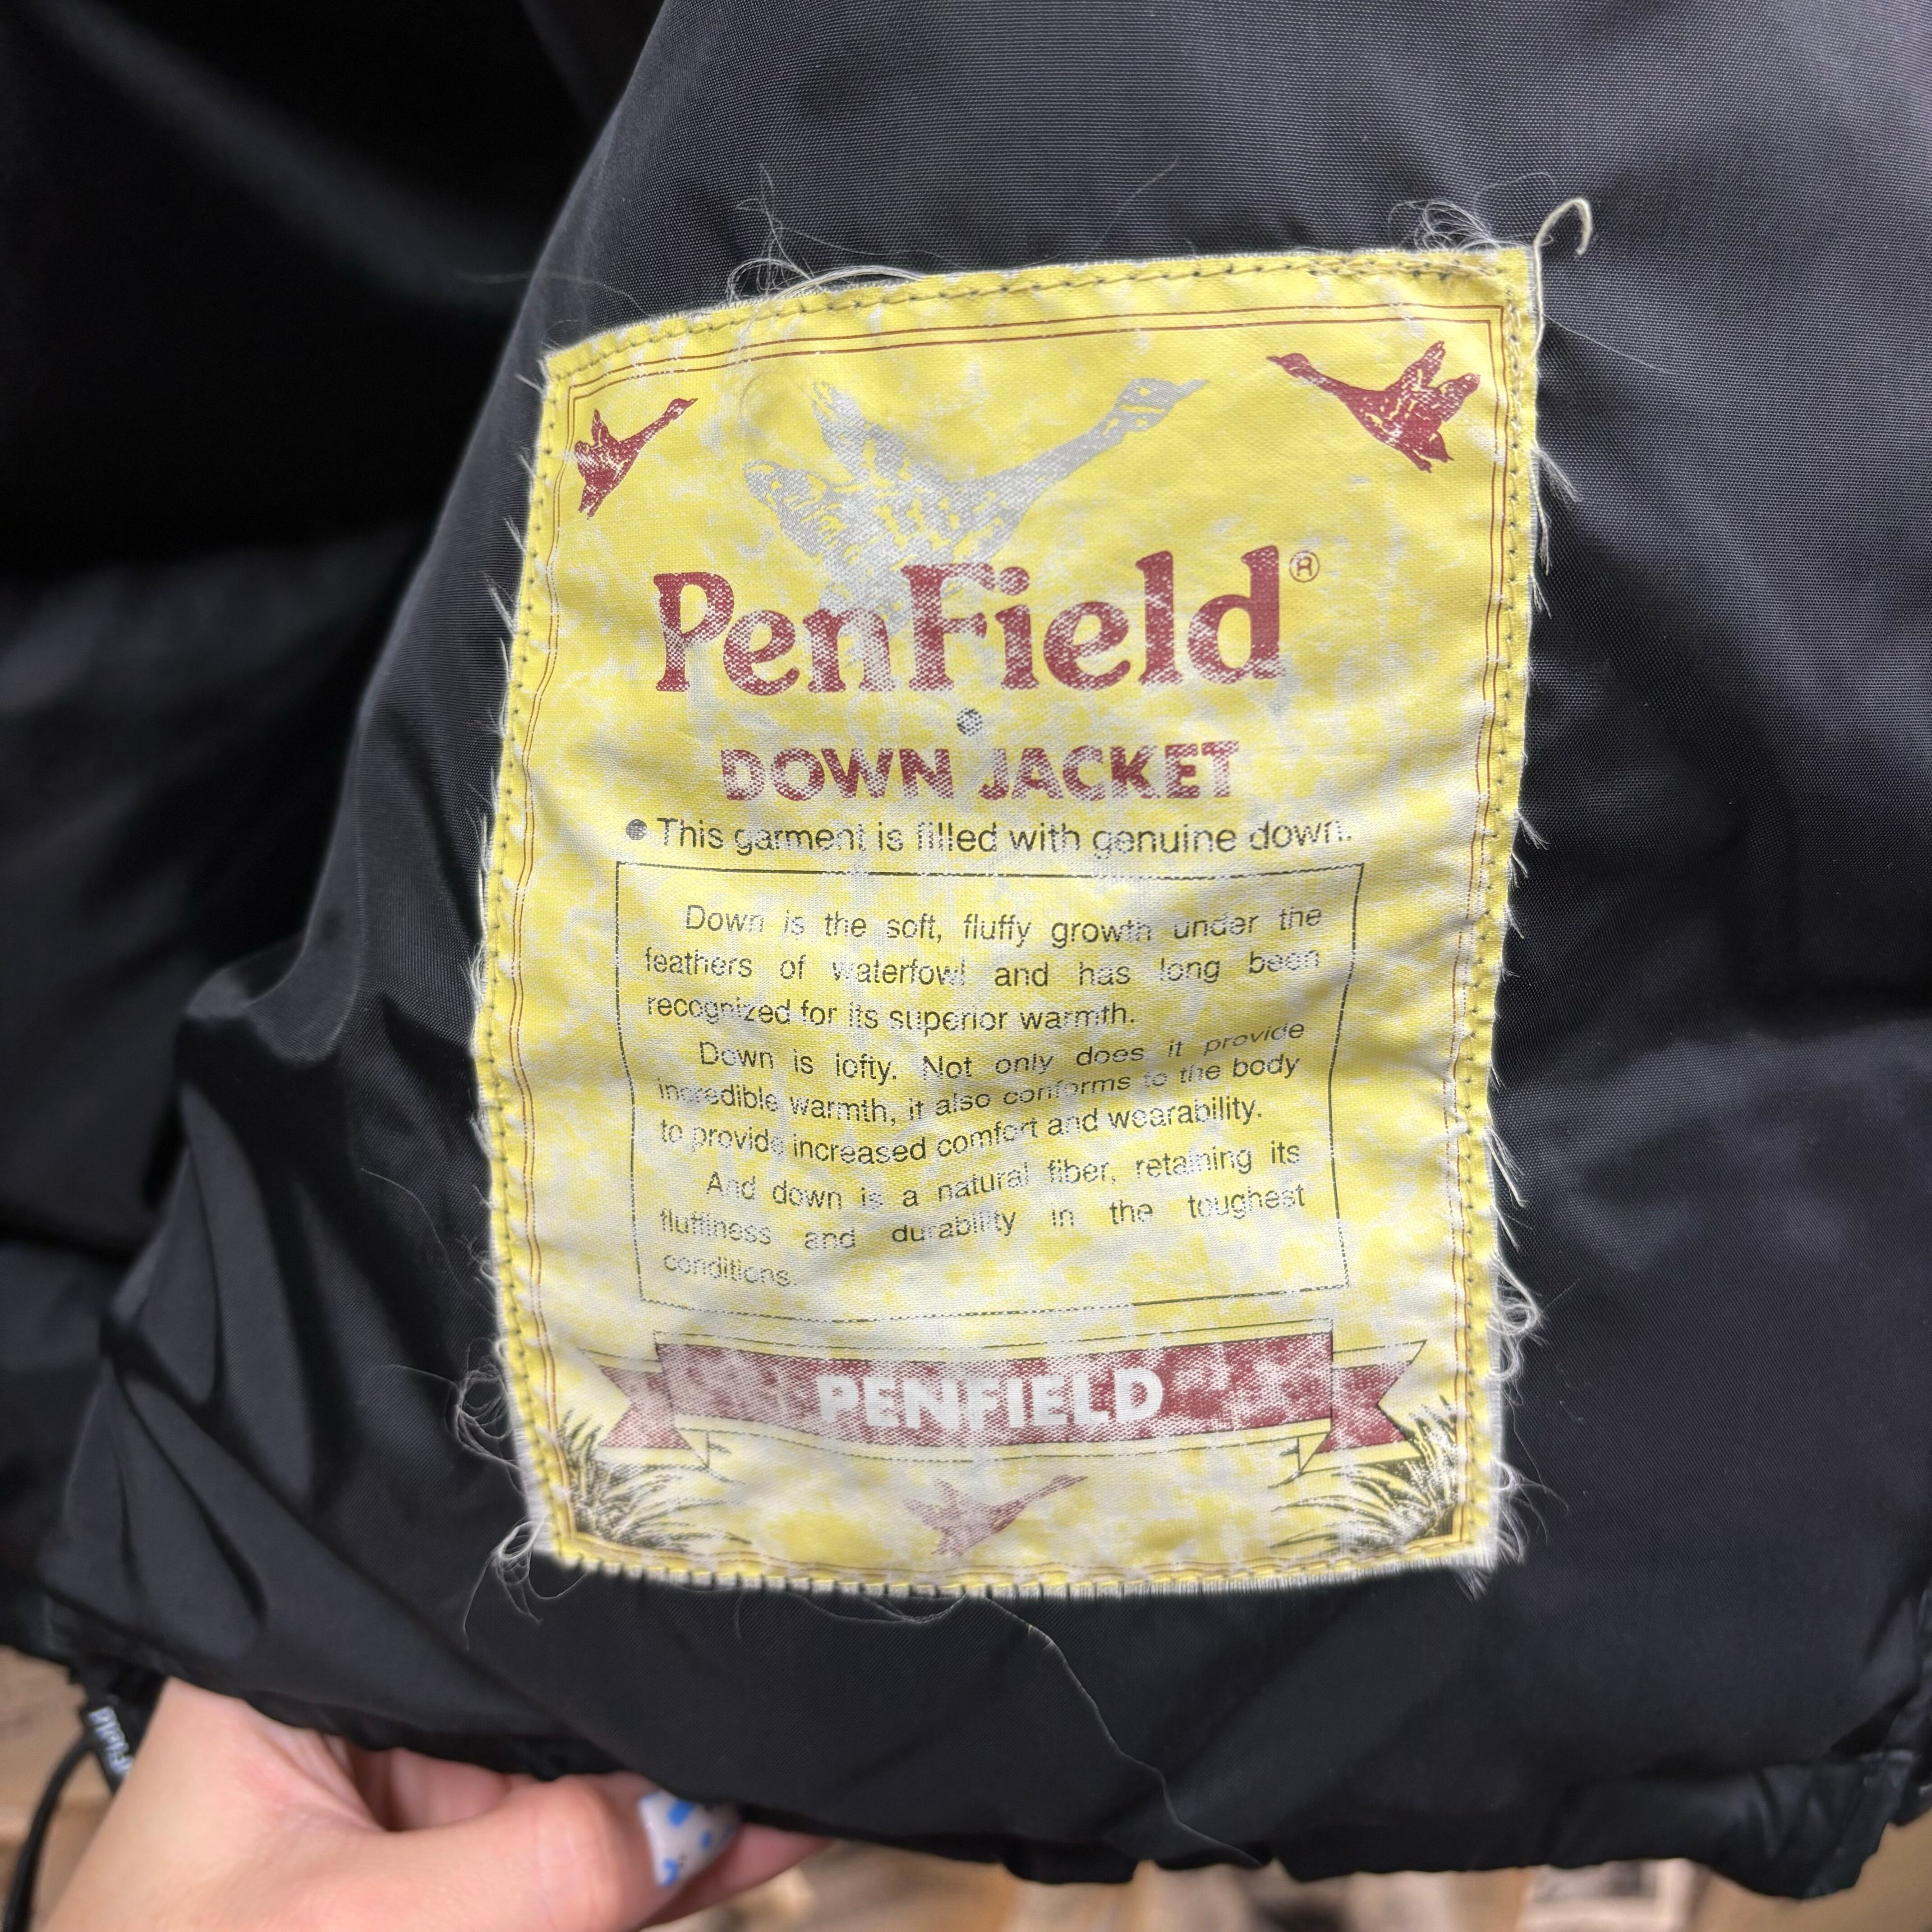 PenField®
DOWN JACKET
● This garment is filled with genuine down.
Down is the soft, fluffy growth under the
feathers of waterfowl and has long been
recognized for its superior warmth.
Down is lofty. Not only does it provide
incredible warmth, it also conforms to the body
to provide increased comfort and wearability.
And down is a natural fiber, retaining its
fluffiness and durability in the toughest
conditions.
PENFIELD